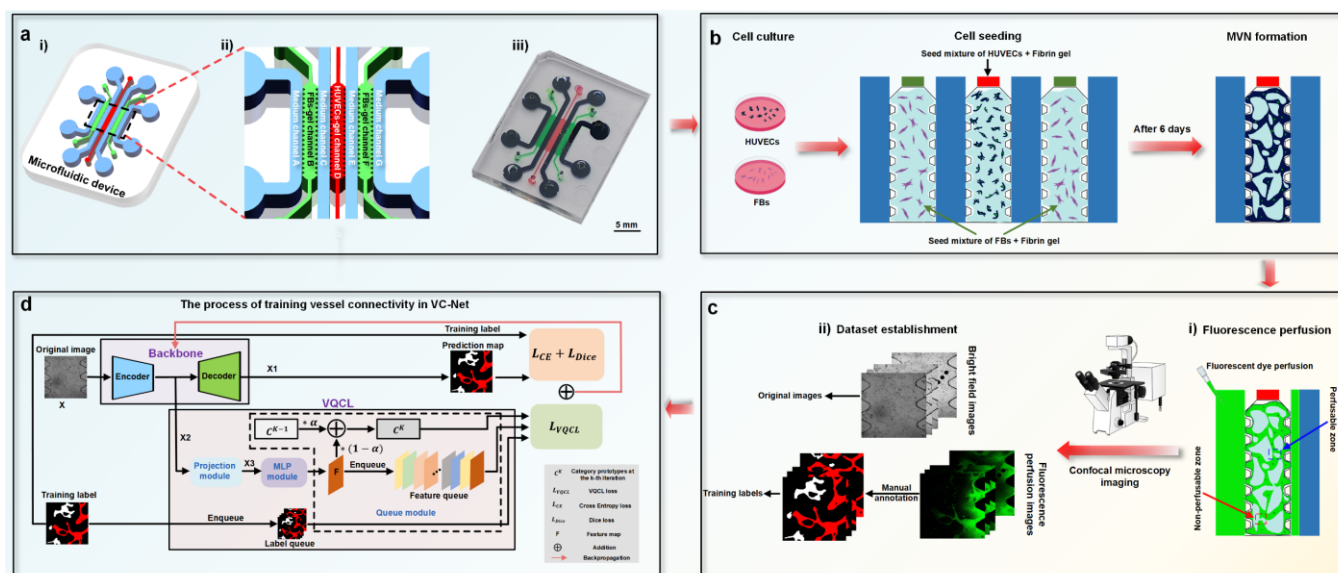 a
i)
Microfluidic device
ii)
Medium channel A
FBs-gel channel B
Medium channel C
HUVECs-gel channel D
Medium channel E
FBs-gel channel F
Medium channel G
iii)
5 mm
b
Cell culture
HUVECs
FBs
Cell seeding
Seed mixture of HUVECs + Fibrin gel
Seed mixture of FBs + Fibrin gel
After 6 days
MVN formation
c
i) Fluorescence perfusion
Fluorescent dye perfusion
Perfusable zone
Non-perfusable zone
Confocal microscopy
imaging
ii) Dataset establishment
Bright field images
Original images
Fluorescence
perfusion images
Manual
annotation
Training labels
d
The process of training vessel connectivity in VC-Net
Original image
X
Backbone
Encoder
Decoder
X1
Training label
Prediction map
L_CE + L_Dice
⊕
VQCL
C^{K-1}
* α
⊕
C^K
* (1 − α)
L_VQCL
X2
Projection
module
X3
MLP
module
F
Enqueue
Feature queue
Queue module
Training label
Enqueue
Label queue
C^K Category prototypes at
the k-th iteration
L_VQCL VQCL loss
L_CE Cross Entropy loss
L_Dice Dice loss
F Feature map
⊕ Addition
Backpropagation